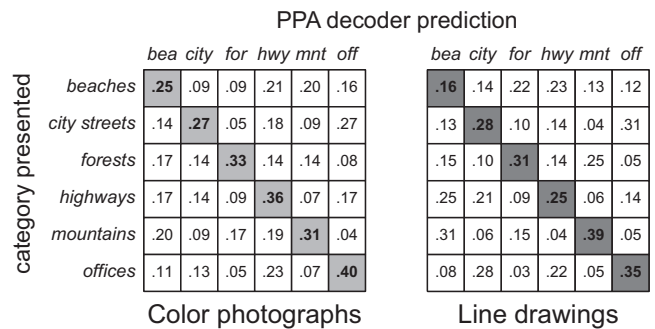 PPA decoder prediction
bea city for hwy mnt off bea city for hwy mnt off
category presented
beaches .25 .09 .09 .21 .20 .16 .16 .14 .22 .23 .13 .12
city streets .14 .27 .05 .18 .09 .27 .13 .28 .10 .14 .04 .31
forests .17 .14 .33 .14 .14 .08 .15 .10 .31 .14 .25 .05
highways .17 .14 .09 .36 .07 .17 .25 .21 .09 .25 .06 .14
mountains .20 .09 .17 .19 .31 .04 .31 .06 .15 .04 .39 .05
offices .11 .13 .05 .23 .07 .40 .08 .28 .03 .22 .05 .35
Color photographs Line drawings